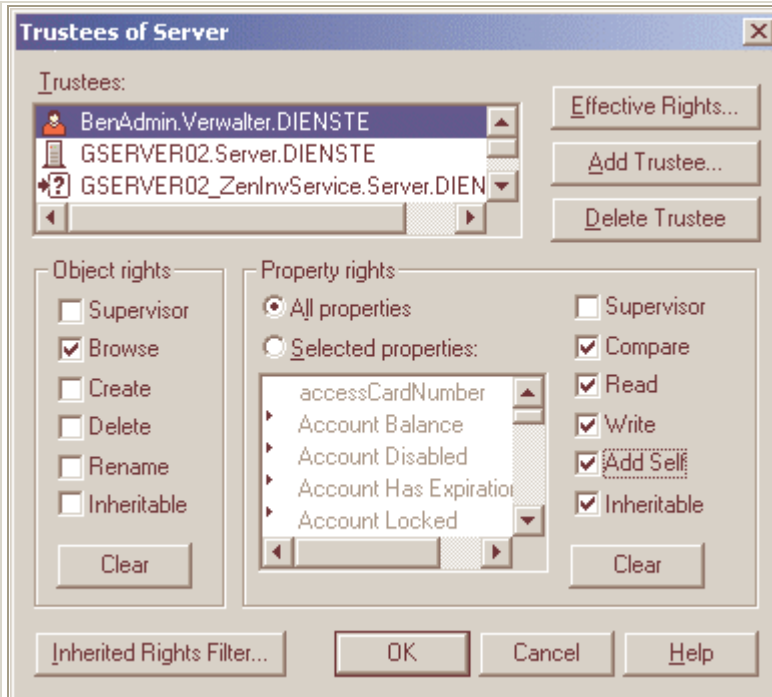 Trustees of Server
Trustees:
BenAdmin.Verwalter.DIENSTE
GSERVER02.Server.DIENSTE
GSERVER02_ZenInvService.Server.DIEN
Effective Rights...
Add Trustee...
Delete Trustee
Object rights
Supervisor
Browse
Create
Delete
Rename
Inheritable
Clear
Property rights
All properties
Selected properties:
accessCardNumber
Account Balance
Account Disabled
Account Has Expiration
Account Locked
Supervisor
Compare
Read
Write
Add Self
Inheritable
Clear
Inherited Rights Filter...
OK
Cancel
Help